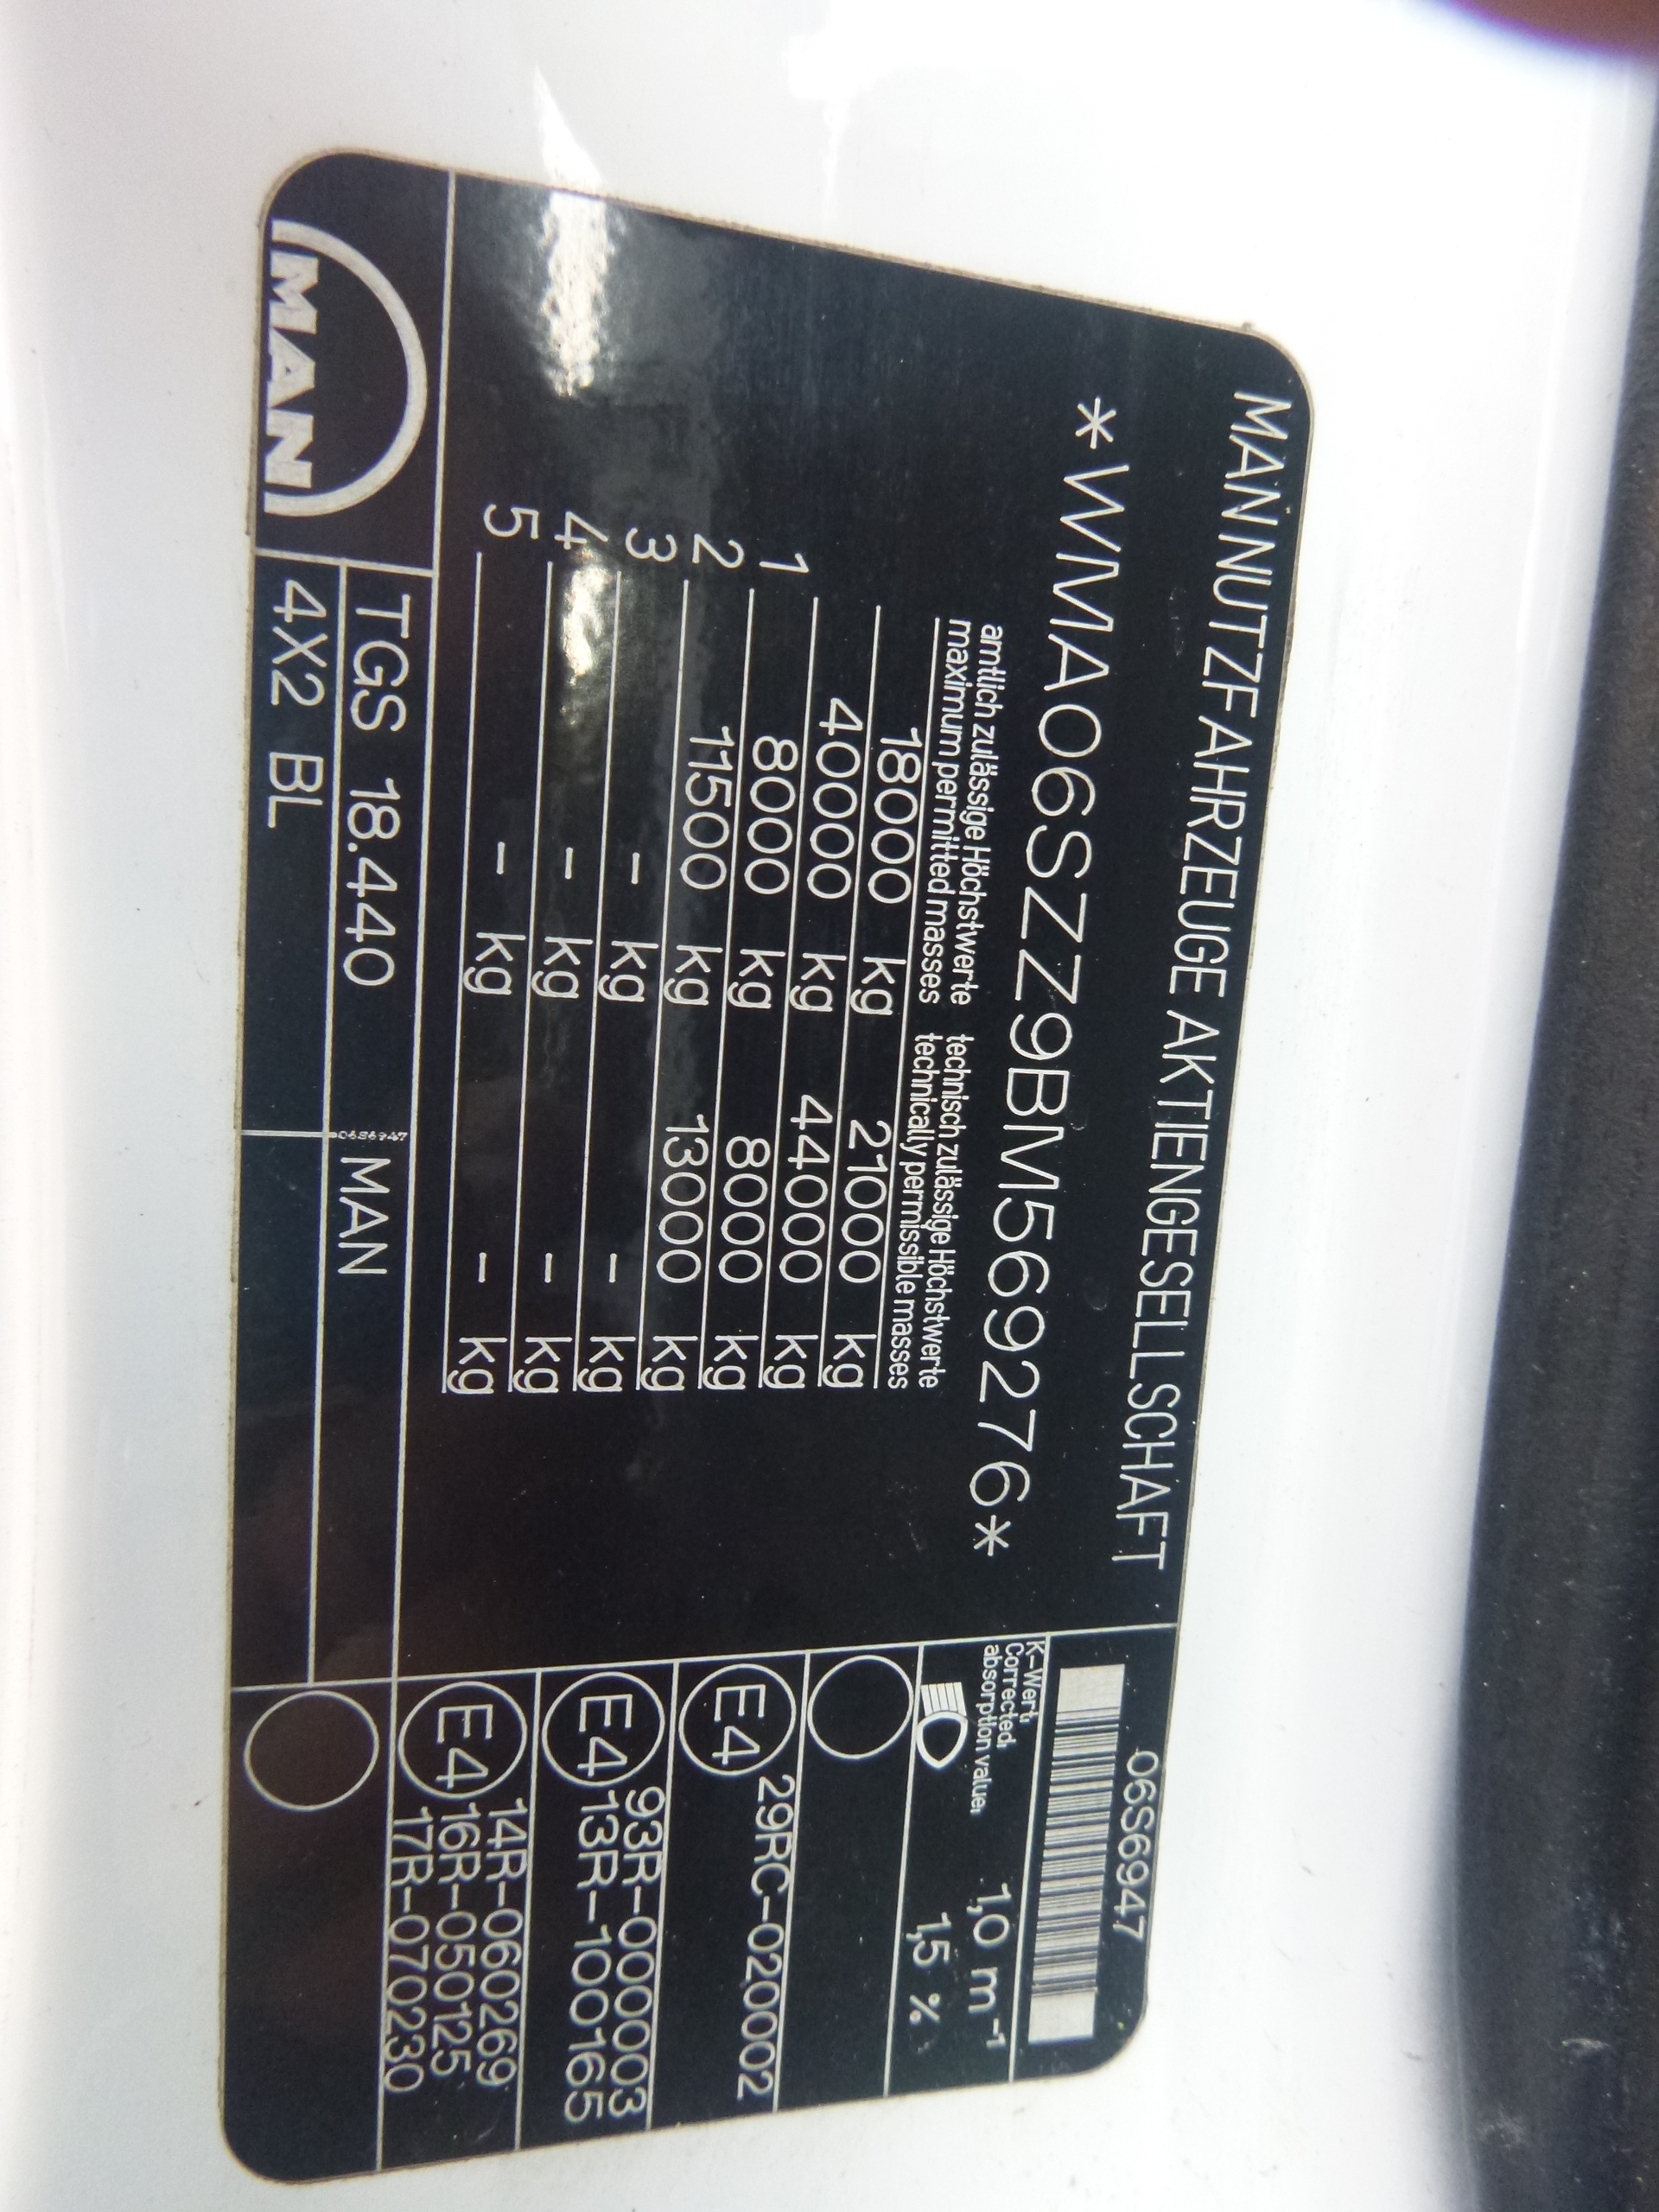 MAN NUTZFAHRZEUGE AKTIENGESELLSCHAFT
06S6947
*WMA06SZZ9BM569276*
amtlich zulässige Höchstwerte technisch zulässige Höchstwerte
maximum permitted masses technically permissible masses
18000 kg 21000 kg
40000 kg 44000 kg
1 8000 kg 8000 kg
2 11500 kg 13000 kg
3 - kg - kg
4 - kg - kg
5 - kg - kg
K-Wert,
Corrected,
absorption value, 1,0 m⁻¹
1,5 %
E4 29RC-020002
93R-000003
E4 13R-100165
14R-060269
E4 16R-050125
17R-070230
MAN
TGS 18.440
06S6947
MAN
4X2 BL